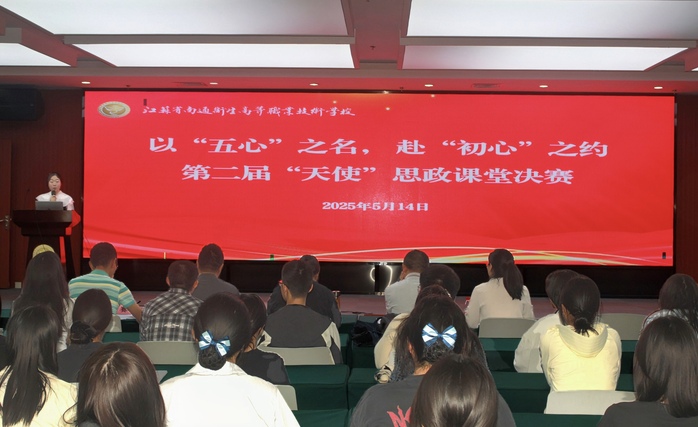 江苏省南通卫生高等职业技术学校
以“五心”之名，赴“初心”之约
第二届“天使”思政课堂决赛
2025年5月14日